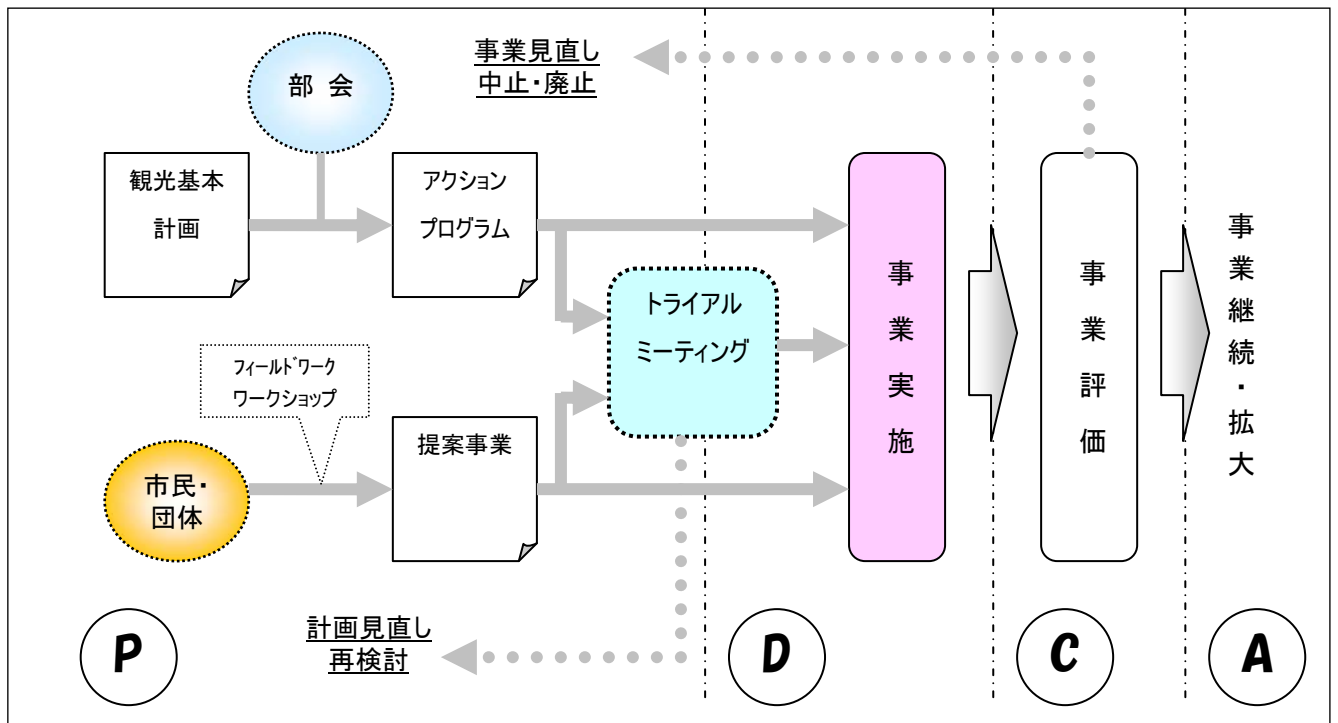 事業見直し
中止・廃止
部 会
観光基本
計画
アクション
プログラム
トライアル
ミーティング
フィールドワーク
ワークショップ
市民・
団体
提案事業
事業実施
事業評価
事業継続・拡大
計画見直し
再検討
P
D
C
A